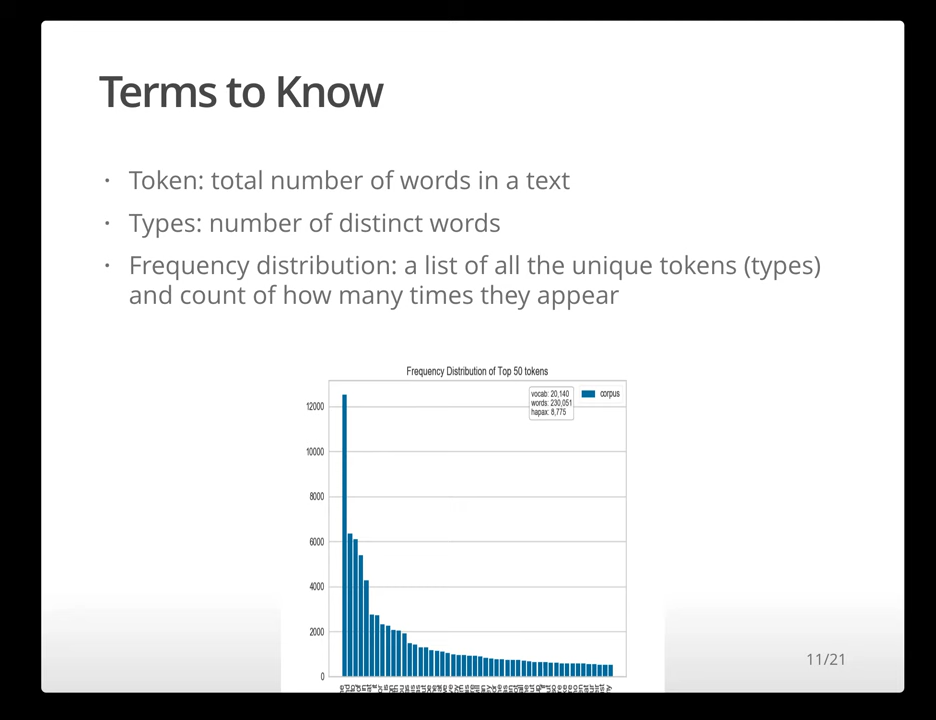 Terms to Know
· Token: total number of words in a text
· Types: number of distinct words
· Frequency distribution: a list of all the unique tokens (types)
and count of how many times they appear
Frequency Distribution of Top 50 tokens
vocab: 20,140
words: 230,051
hapax: 8,775
corpus
12000
10000
8000
6000
4000
2000
0
11/21